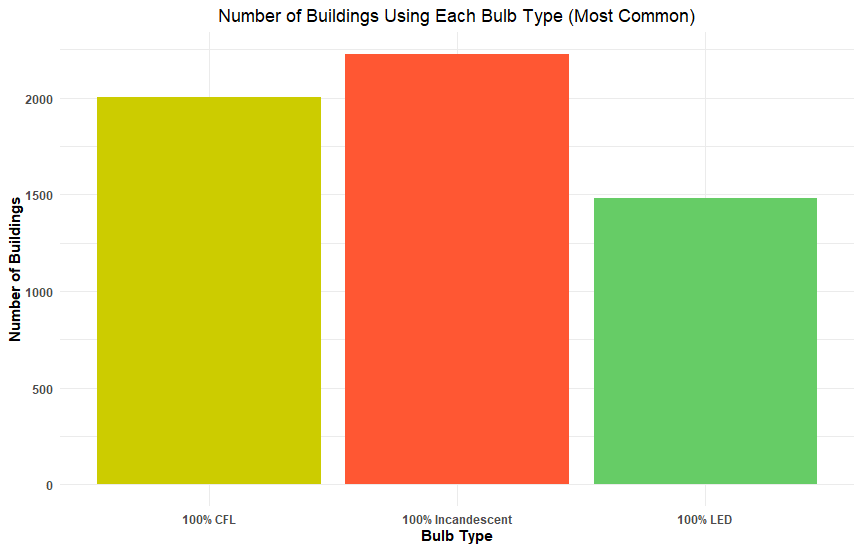 Number of Buildings Using Each Bulb Type (Most Common)
Number of Buildings
2000
1500
1000
500
0
100% CFL
100% Incandescent
100% LED
Bulb Type